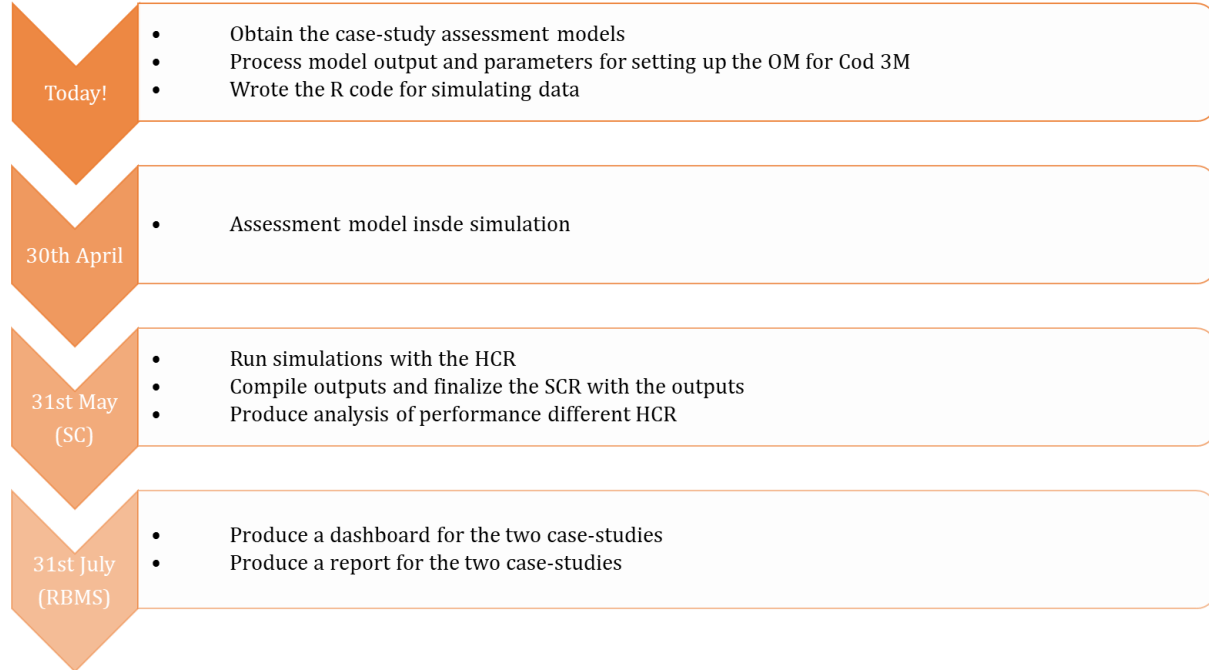 Today!
• Obtain the case-study assessment models
• Process model output and parameters for setting up the OM for Cod 3M
• Wrote the R code for simulating data
30th April
• Assessment model insde simulation
31st May
(SC)
• Run simulations with the HCR
• Compile outputs and finalize the SCR with the outputs
• Produce analysis of performance different HCR
31st July
(RBMS)
• Produce a dashboard for the two case-studies
• Produce a report for the two case-studies